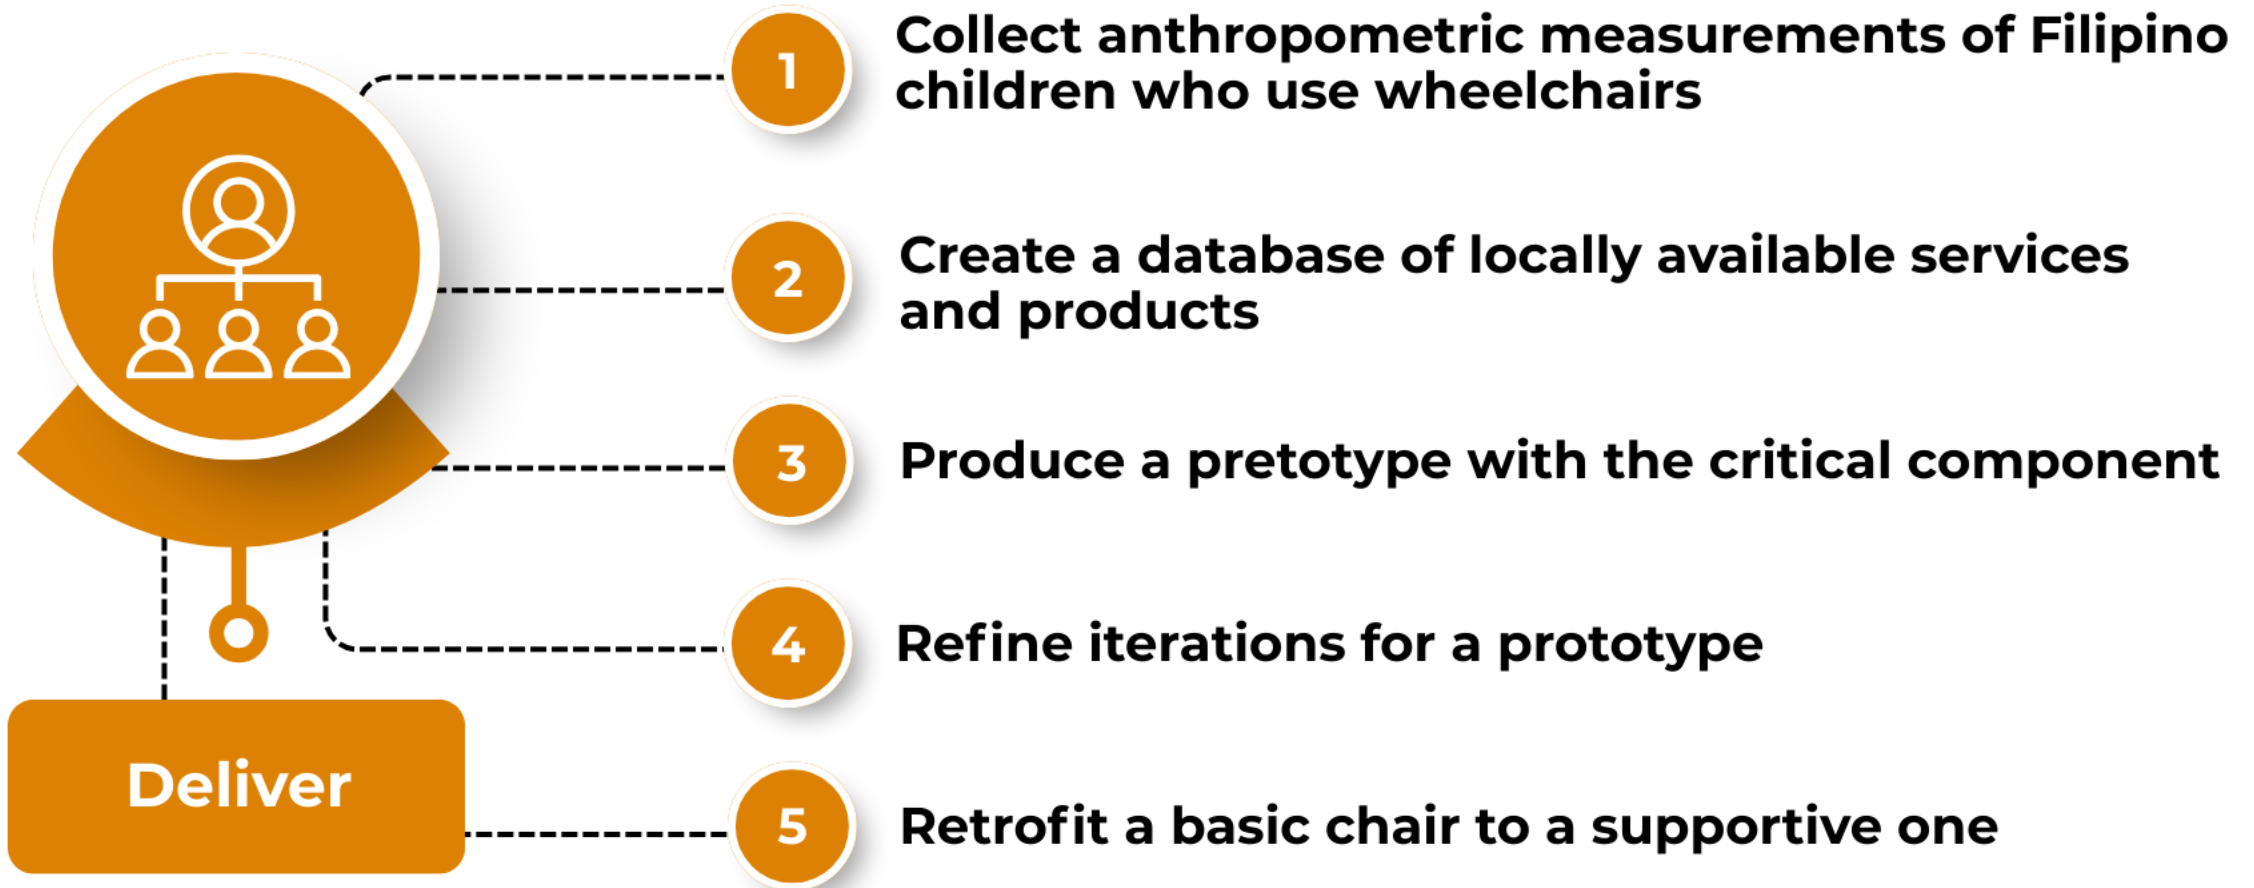 1
Collect anthropometric measurements of Filipino
children who use wheelchairs
2
Create a database of locally available services
and products
3
Produce a pretotype with the critical component
4
Refine iterations for a prototype
Deliver
5
Retrofit a basic chair to a supportive one